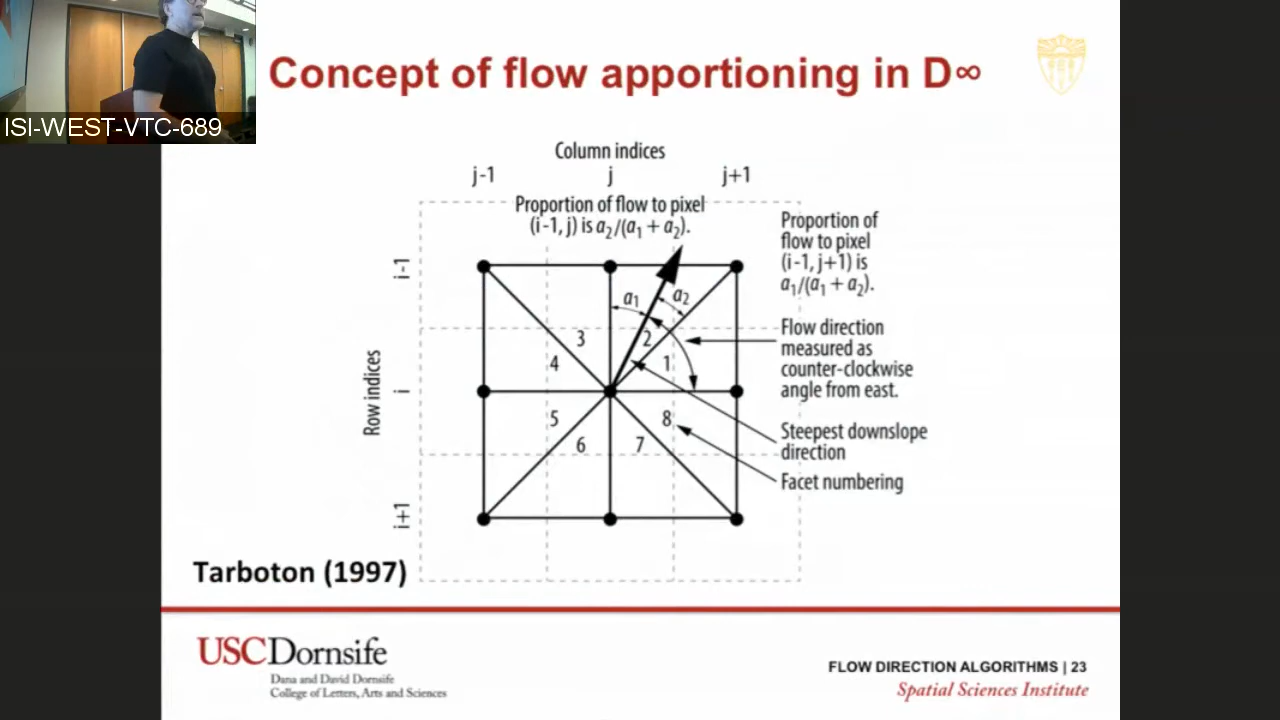 ISI-WEST-VTC-689
Concept of flow apportioning in D∞
Column indices
j-1
j
j+1
Proportion of flow to pixel
(i-1, j) is a₂/(a₁ + a₂).
Proportion of
flow to pixel
(i-1, j+1) is
a₁/(a₁ + a₂).
i-1
a₁
a₂
3
2
4
1
Flow direction
measured as
counter-clockwise
angle from east.
Row indices
i
5
8
6
7
Steepest downslope
direction
Facet numbering
i+1
Tarboton (1997)
USCDornsife
Dana and David Dornsife
College of Letters, Arts and Sciences
FLOW DIRECTION ALGORITHMS | 23
Spatial Sciences Institute